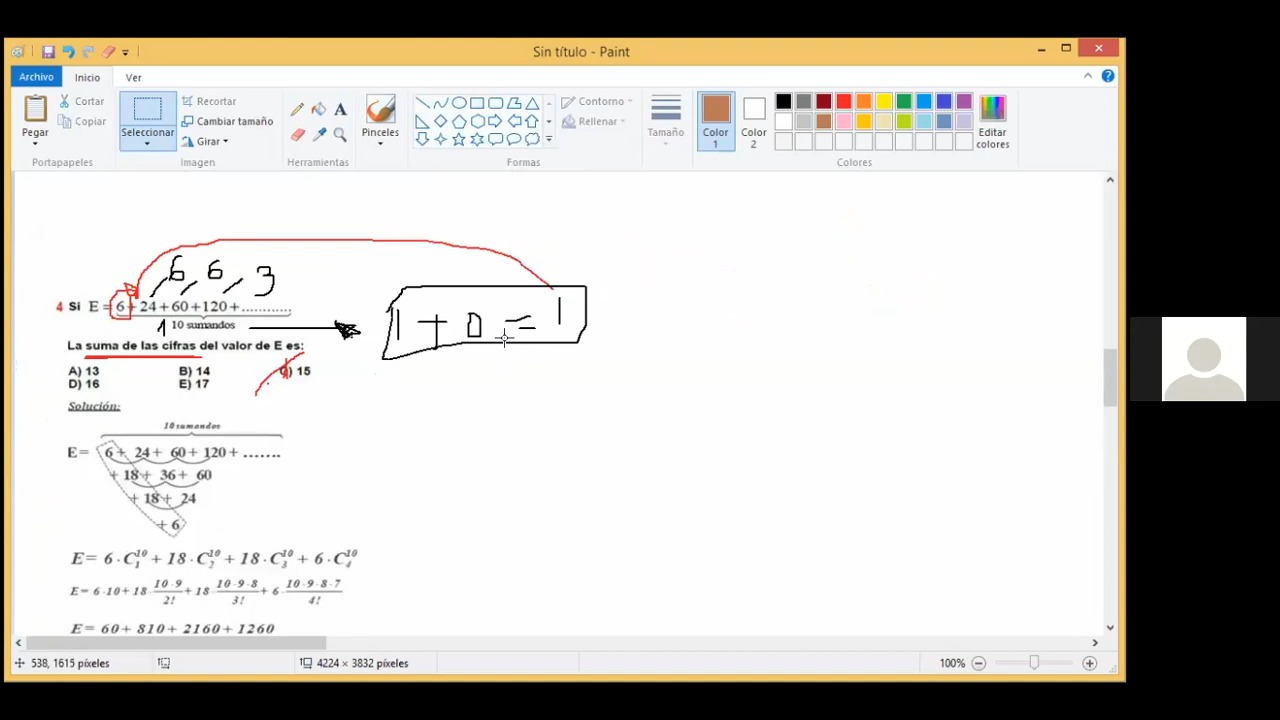 Sin título - Paint
Archivo Inicio Ver
Pegar
Cortar
Copiar
Portapapeles
Seleccionar
Recortar
Cambiar tamaño
Girar
Imagen
A
Herramientas
Pinceles
Contorno
Rellenar
Formas
Tamaño
Color 1
Color 2
Editar colores
Colores
6, 6, 3
4 Si E = 6+ 24 + 60 +120 +............
1
10 sumandos
1 + 0 = 1
La suma de las cifras del valor de E es:
A) 13 B) 14 C) 15
D) 16 E) 17
Solución:
10 sumandos
E= 6+ 24+ 60+ 120+ .......
+ 18+ 36+ 60
+ 18+ 24
+ 6
E= 6·C₁¹⁰ + 18·C₂¹⁰ + 18·C₃¹⁰ + 6·C₄¹⁰
E= 6·10+ 18·10·9/2! + 18·10·9·8/3! + 6·10·9·8·7/4!
E= 60+ 810+ 2160+ 1260
538, 1615 píxeles
4224 × 3832 píxeles
100%